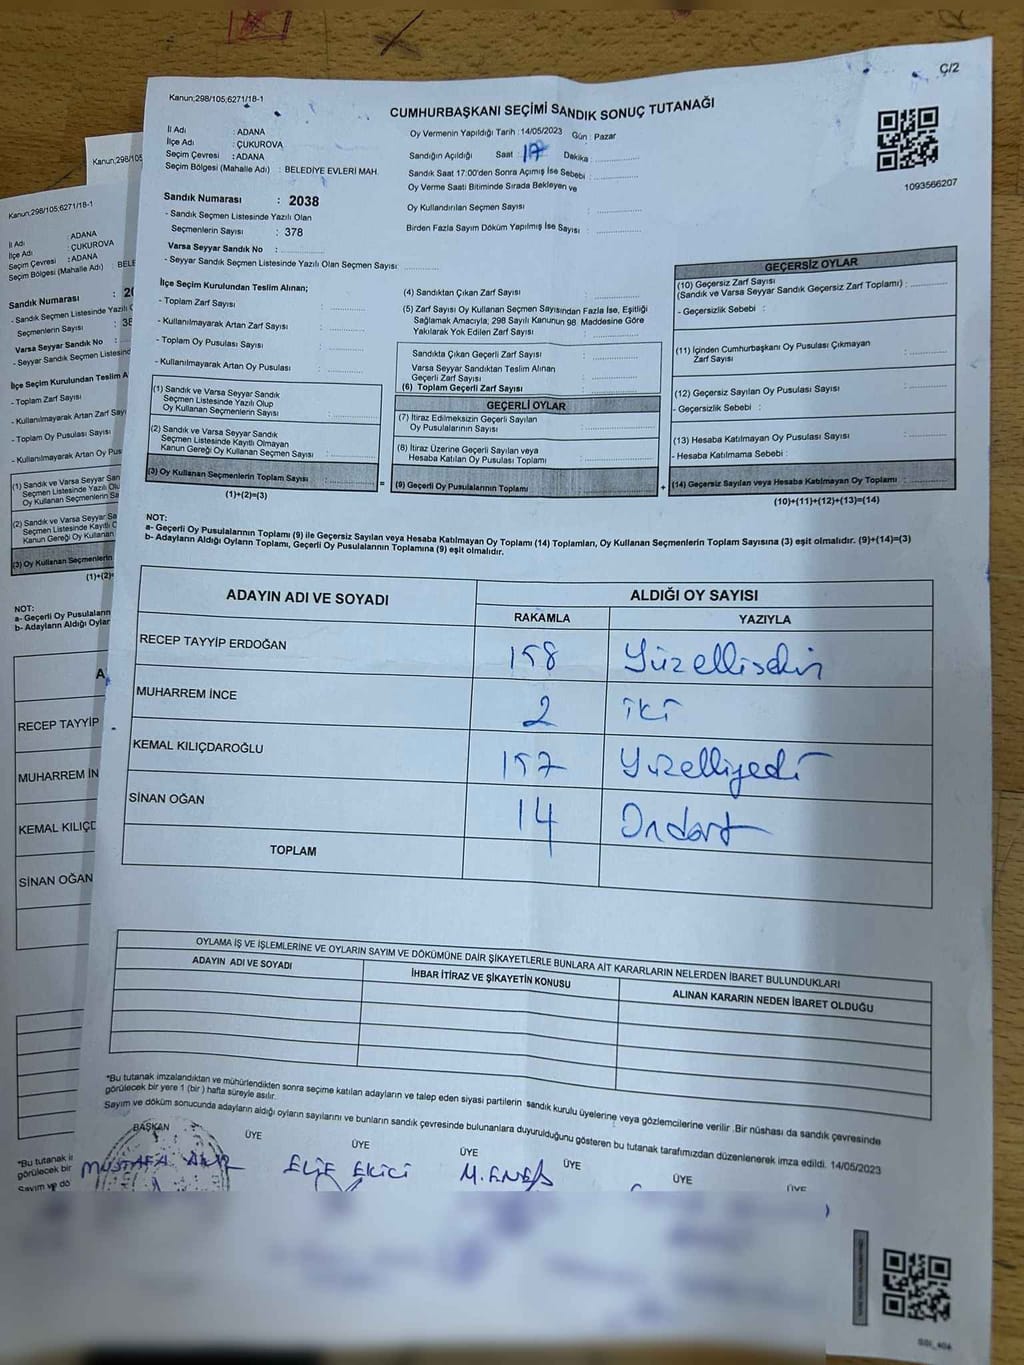 Ç/2
Kanun;298/105;6271/18-1
CUMHURBAŞKANI SEÇİMİ SANDIK SONUÇ TUTANAĞI
İl Adı : ADANA
İlçe Adı : ÇUKUROVA
Seçim Çevresi : ADANA
Seçim Bölgesi (Mahalle Adı) : BELEDİYE EVLERİ MAH.
Sandık Numarası : 2038
- Sandık Seçmen Listesinde Yazılı Olan
Seçmenlerin Sayısı : 378
Varsa Seyyar Sandık No :
- Seyyar Sandık Seçmen Listesinde Yazılı Olan Seçmen Sayısı:
Oy Vermenin Yapıldığı Tarih : 14/05/2023 Gün : Pazar
Sandığın Açıldığı Saat : 17 Dakika :
Sandık Saat 17:00'den Sonra Açımış İse Sebebi :
Oy Verme Saati Bitiminde Sırada Bekleyen ve
Oy Kullandırılan Seçmen Sayısı :
Birden Fazla Sayım Döküm Yapılmış İse Sayısı :
1093566207
İlçe Seçim Kurulundan Teslim Alınan;
- Toplam Zarf Sayısı :
- Kullanılmayarak Artan Zarf Sayısı :
- Toplam Oy Pusulası Sayısı :
- Kullanılmayarak Artan Oy Pusulası :
(1) Sandık ve Varsa Seyyar Sandık
Seçmen Listesinde Yazılı Olup
Oy Kullanan Seçmenlerin Sayısı :
(2) Sandık ve Varsa Seyyar Sandık
Seçmen Listesinde Kayıtlı Olmayan
Kanun Gereği Oy Kullanan Seçmen Sayısı :
(3) Oy Kullanan Seçmenlerin Toplam Sayısı :
(1)+(2)=(3)
=
(4) Sandıktan Çıkan Zarf Sayısı :
(5) Zarf Sayısı Oy Kullanan Seçmen Sayısından Fazla İse, Eşitliği
Sağlamak Amacıyla; 298 Sayılı Kanunun 98. Maddesine Göre
Yakılarak Yok Edilen Zarf Sayısı :
Sandıkta Çıkan Geçerli Zarf Sayısı :
Varsa Seyyar Sandıktan Teslim Alınan
Geçerli Zarf Sayısı :
(6) Toplam Geçerli Zarf Sayısı
GEÇERLİ OYLAR
(7) İtiraz Edilmeksizin Geçerli Sayılan
Oy Pusulalarının Sayısı :
(8) İtiraz Üzerine Geçerli Sayılan veya
Hesaba Katılan Oy Pusulası Toplamı :
(9) Geçerli Oy Pusulalarının Toplamı :
+
GEÇERSİZ OYLAR
(10) Geçersiz Zarf Sayısı
(Sandık ve Varsa Seyyar Sandık Geçersiz Zarf Toplamı) :
- Geçersizlik Sebebi :
(11) İçinden Cumhurbaşkanı Oy Pusulası Çıkmayan
Zarf Sayısı :
(12) Geçersiz Sayılan Oy Pusulası Sayısı :
- Geçersizlik Sebebi :
(13) Hesaba Katılmayan Oy Pusulası Sayısı :
- Hesaba Katılmama Sebebi :
(14) Geçersiz Sayılan veya Hesaba Katılmayan Oy Toplamı :
(10)+(11)+(12)+(13)=(14)
NOT:
a- Geçerli Oy Pusulalarının Toplamı (9) ile Geçersiz Sayılan veya Hesaba Katılmayan Oy Toplamı (14) Toplamları, Oy Kullanan Seçmenlerin Toplam Sayısına (3) eşit olmalıdır. (9)+(14)=(3)
b- Adayların Aldığı Oyların Toplamı, Geçerli Oy Pusulalarının Toplamına (9) eşit olmalıdır.
ADAYIN ADI VE SOYADI ALDIĞI OY SAYISI
RAKAMLA YAZIYLA
RECEP TAYYİP ERDOĞAN 158 Yüzellisekiz
MUHARREM İNCE 2 iki
KEMAL KILIÇDAROĞLU 157 Yüzelliyedi
SİNAN OĞAN 14 Ondört
TOPLAM
OYLAMA İŞ VE İŞLEMLERİNE VE OYLARIN SAYIM VE DÖKÜMÜNE DAİR ŞİKAYETLERLE BUNLARA AİT KARARLARIN NELERDEN İBARET BULUNDUKLARI
ADAYIN ADI VE SOYADI İHBAR İTİRAZ VE ŞİKAYETİN KONUSU ALINAN KARARIN NEDEN İBARET OLDUĞU
*Bu tutanak imzalandıktan ve mühürlendikten sonra seçime katılan adayların ve talep eden siyasi partilerin sandık kurulu üyelerine veya gözlemcilerine verilir .Bir nüshası da sandık çevresinde
görülecek bir yere 1 (bir ) hafta süreyle asılır.
Sayım ve döküm sonucunda adayların aldığı oyların sayılarını ve bunların sandık çevresinde bulunanlara duyurulduğunu gösteren bu tutanak tarafımızdan düzenlenerek imza edildi. 14/05/2023
BAŞKAN ÜYE ÜYE ÜYE ÜYE ÜYE ÜYE
MUSTAFA ELİF EKİCİ M.ENES
Kanun;298/105
Kanun;298/105;6271/18-1
İl Adı : ADANA
İlçe Adı : ÇUKUROVA
Seçim Çevresi : ADANA
Seçim Bölgesi (Mahalle Adı) : BELE
Sandık Numarası : 20
- Sandık Seçmen Listesinde Yazılı
Seçmenlerin Sayısı
Varsa Seyyar Sandık No :
- Seyyar Sandık Seçmen Listesind
İlçe Seçim Kurulundan Teslim A
- Toplam Zarf Sayısı
- Kullanılmayarak Artan Zarf Sayı
- Toplam Oy Pusulası Sayısı
- Kullanılmayarak Artan Oy Pus
(1) Sandık ve Varsa Seyyar San
Seçmen Listesinde Yazılı
Oy Kullanan Seçmenlerin S
(2) Sandık ve Varsa Seyyar Sa
Seçmen Listesinde Kayıtlı
Kanun Gereği Oy Kullanan
(3) Oy Kullanan Seçmenlerin
(1)+(2)=
NOT:
a- Geçerli Oy Pusulaların
b- Adayların Aldığı Oylar
A
RECEP TAYYİP
MUHARREM İN
KEMAL KILIÇD
SİNAN OĞAN
*Bu tutanak
görülecek bir
Sayım ve dö